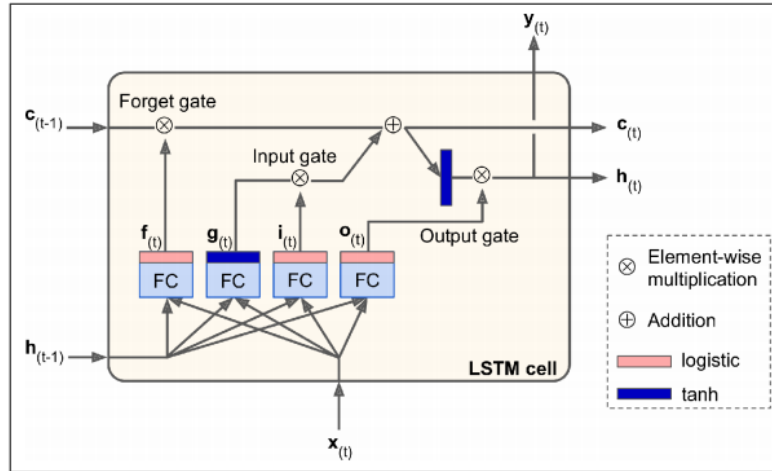 y(t)
Forget gate
c(t-1)
c(t)
Input gate
h(t)
f(t) g(t) i(t) o(t)
Output gate
FC FC FC FC
h(t-1)
LSTM cell
x(t)
Element-wise
multiplication
Addition
logistic
tanh